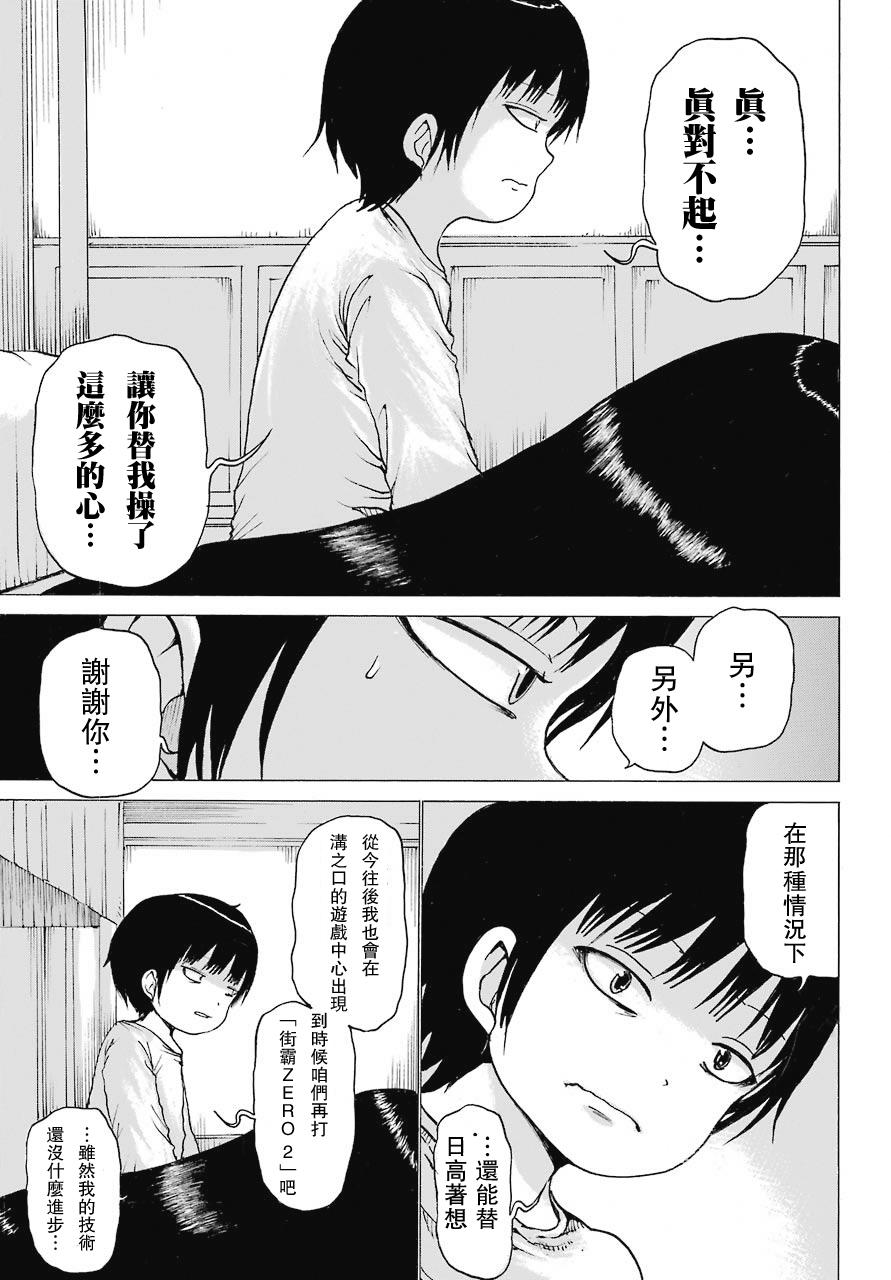 眞…
眞對不起…
讓你替我操了
這麼多的心…
另…
另外…
謝謝你…
在那種情況下
…還能替
日高著想
從今往後我也會在
溝之口的遊戲中心出現
到時候咱們再打
「街霸ZERO2」吧
…雖然我的技術
還沒什麼進步…